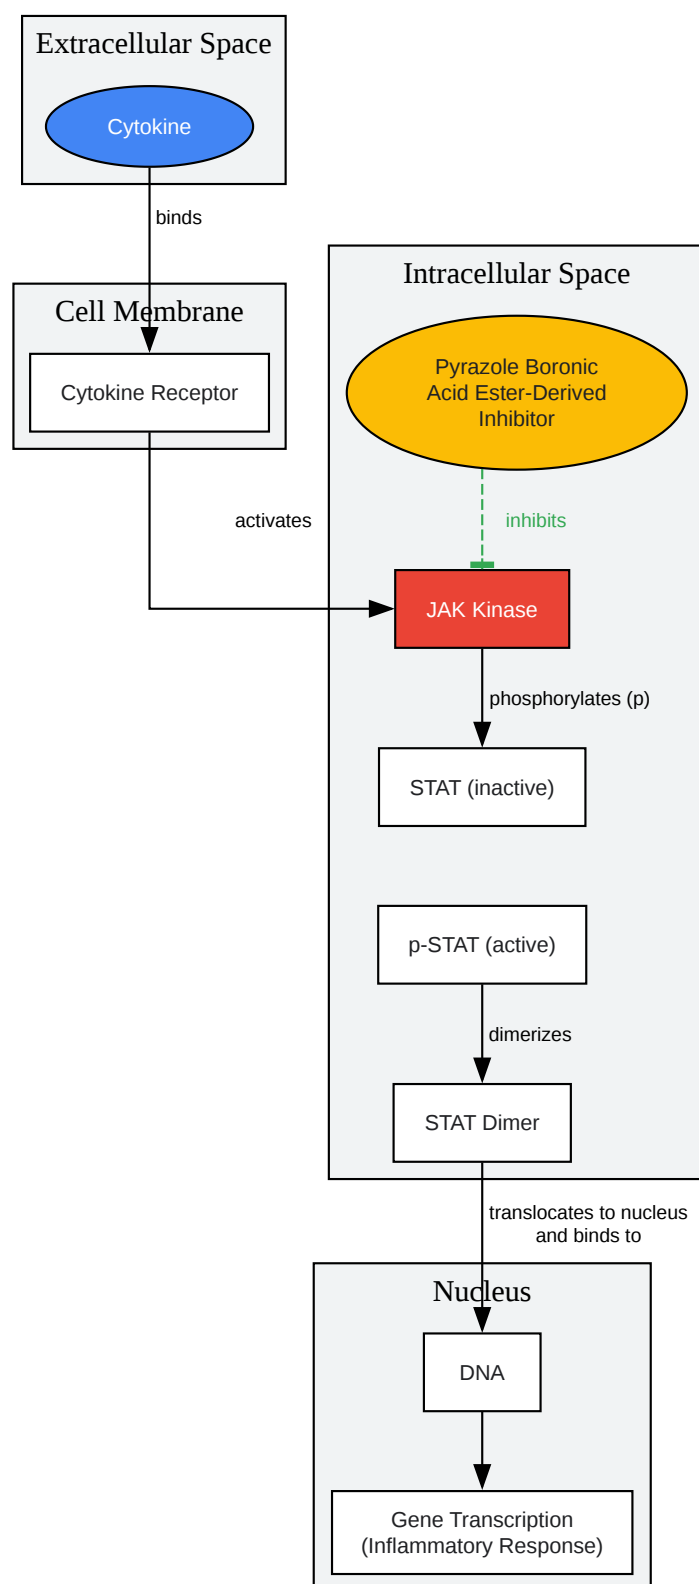 Extracellular Space
Cytokine
binds
Cell Membrane
Cytokine Receptor
activates
Intracellular Space
Pyrazole Boronic
Acid Ester-Derived
Inhibitor
inhibits
JAK Kinase
phosphorylates (p)
STAT (inactive)
p-STAT (active)
dimerizes
STAT Dimer
translocates to nucleus
and binds to
Nucleus
DNA
Gene Transcription
(Inflammatory Response)